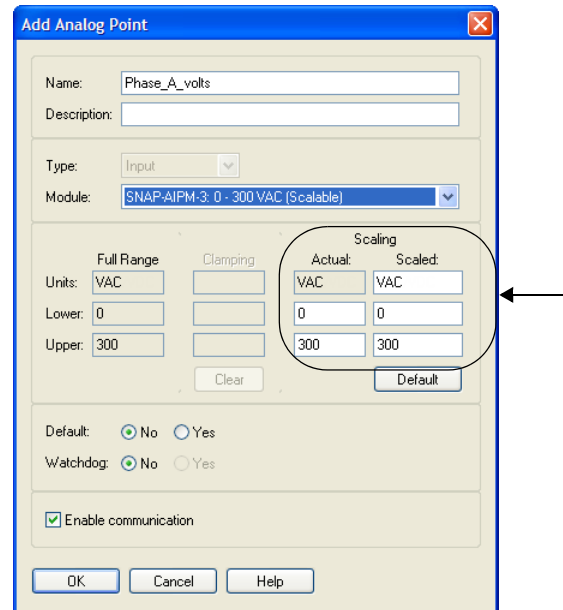 Add Analog Point
Name: Phase_A_volts
Description:
Type: Input
Module: SNAP-AIPM-3: 0 - 300 VAC (Scalable)
Scaling
Full Range Clamping Actual: Scaled:
Units: VAC VAC VAC
Lower: 0 0 0
Upper: 300 300 300
Clear Default
Default: No Yes
Watchdog: No Yes
Enable communication
OK Cancel Help